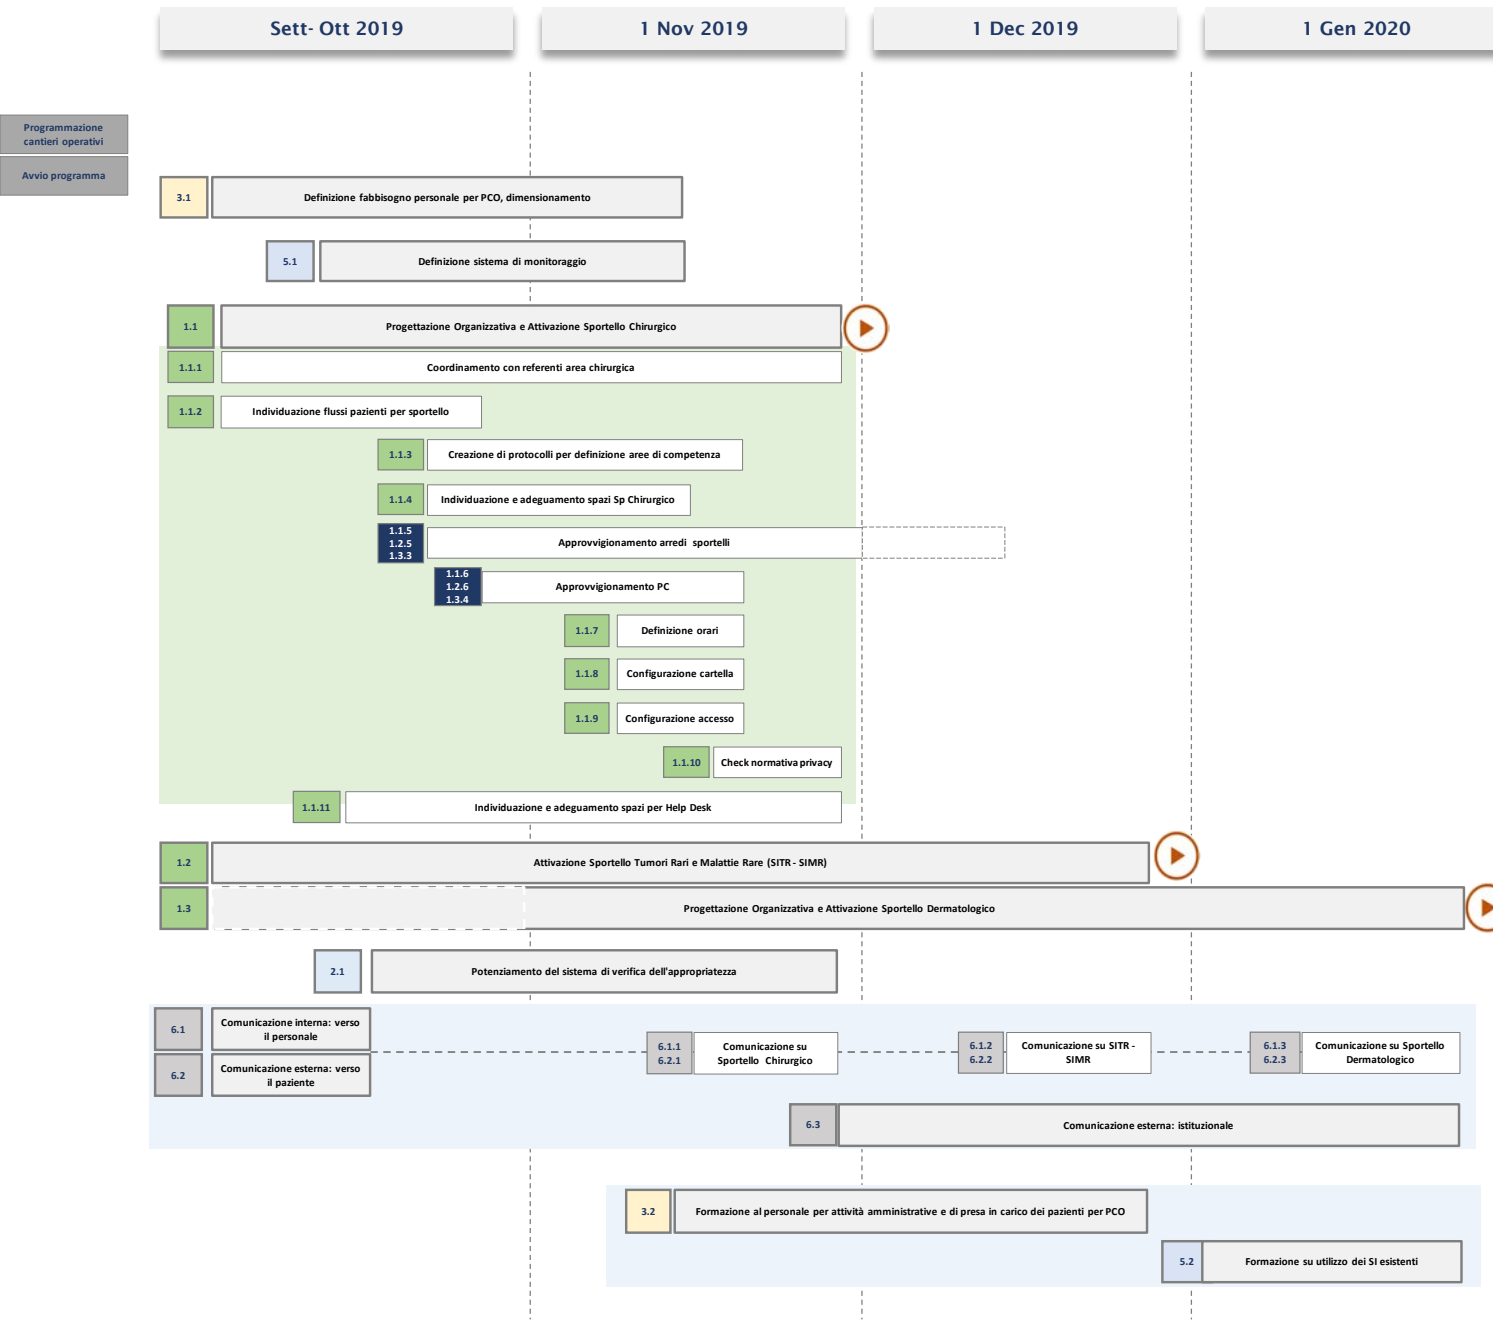 Sett- Ott 2019
1 Nov 2019
1 Dec 2019
1 Gen 2020
Programmazione
cantieri operativi
Avvio programma
3.1
Definizione fabbisogno personale per PCO, dimensionamento
5.1
Definizione sistema di monitoraggio
1.1
Progettazione Organizzativa e Attivazione Sportello Chirurgico
1.1.1
Coordinamento con referenti area chirurgica
1.1.2
Individuazione flussi pazienti per sportello
1.1.3
Creazione di protocolli per definizione aree di competenza
1.1.4
Individuazione e adeguamento spazi Sp Chirurgico
1.1.5
1.2.5
1.3.3
Approvvigionamento arredi sportelli
1.1.6
1.2.6
1.3.4
Approvvigionamento PC
1.1.7
Definizione orari
1.1.8
Configurazione cartella
1.1.9
Configurazione accesso
1.1.10
Check normativa privacy
1.1.11
Individuazione e adeguamento spazi per Help Desk
1.2
Attivazione Sportello Tumori Rari e Malattie Rare (SITR - SIMR)
1.3
Progettazione Organizzativa e Attivazione Sportello Dermatologico
2.1
Potenziamento del sistema di verifica dell'appropriatezza
6.1
Comunicazione interna: verso
il personale
6.2
Comunicazione esterna: verso
il paziente
6.1.1
6.2.1
Comunicazione su
Sportello Chirurgico
6.1.2
6.2.2
Comunicazione su SITR -
SIMR
6.1.3
6.2.3
Comunicazione su Sportello
Dermatologico
6.3
Comunicazione esterna: istituzionale
3.2
Formazione al personale per attività amministrative e di presa in carico dei pazienti per PCO
5.2
Formazione su utilizzo dei SI esistenti